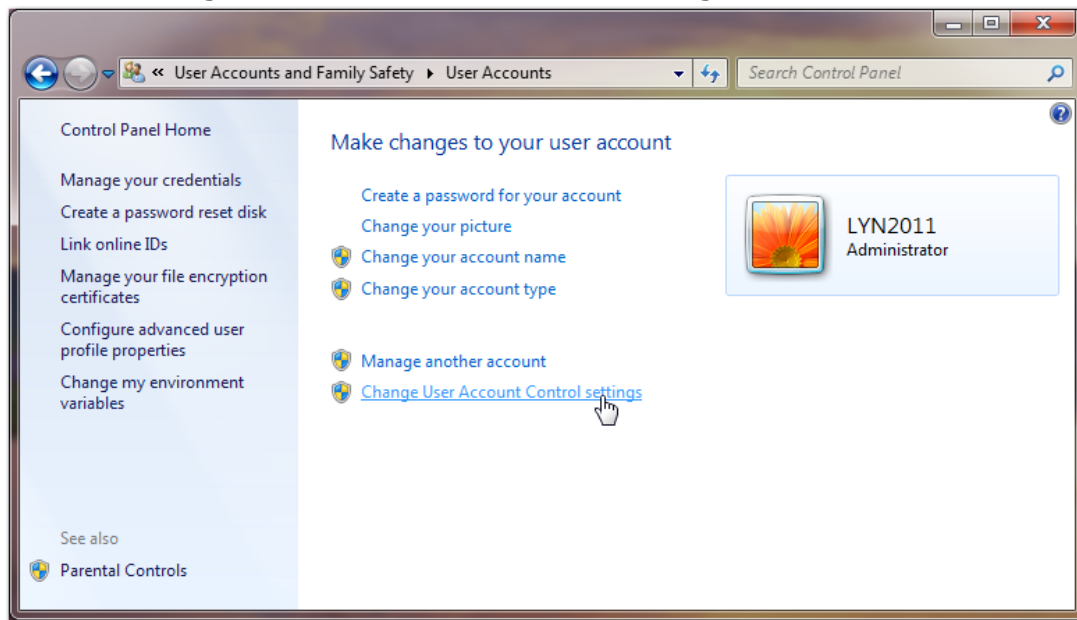 « User Accounts and Family Safety ▸ User Accounts
Search Control Panel
Control Panel Home
Manage your credentials
Create a password reset disk
Link online IDs
Manage your file encryption
certificates
Configure advanced user
profile properties
Change my environment
variables
See also
Parental Controls
Make changes to your user account
Create a password for your account
Change your picture
Change your account name
Change your account type
Manage another account
Change User Account Control settings
LYN2011
Administrator